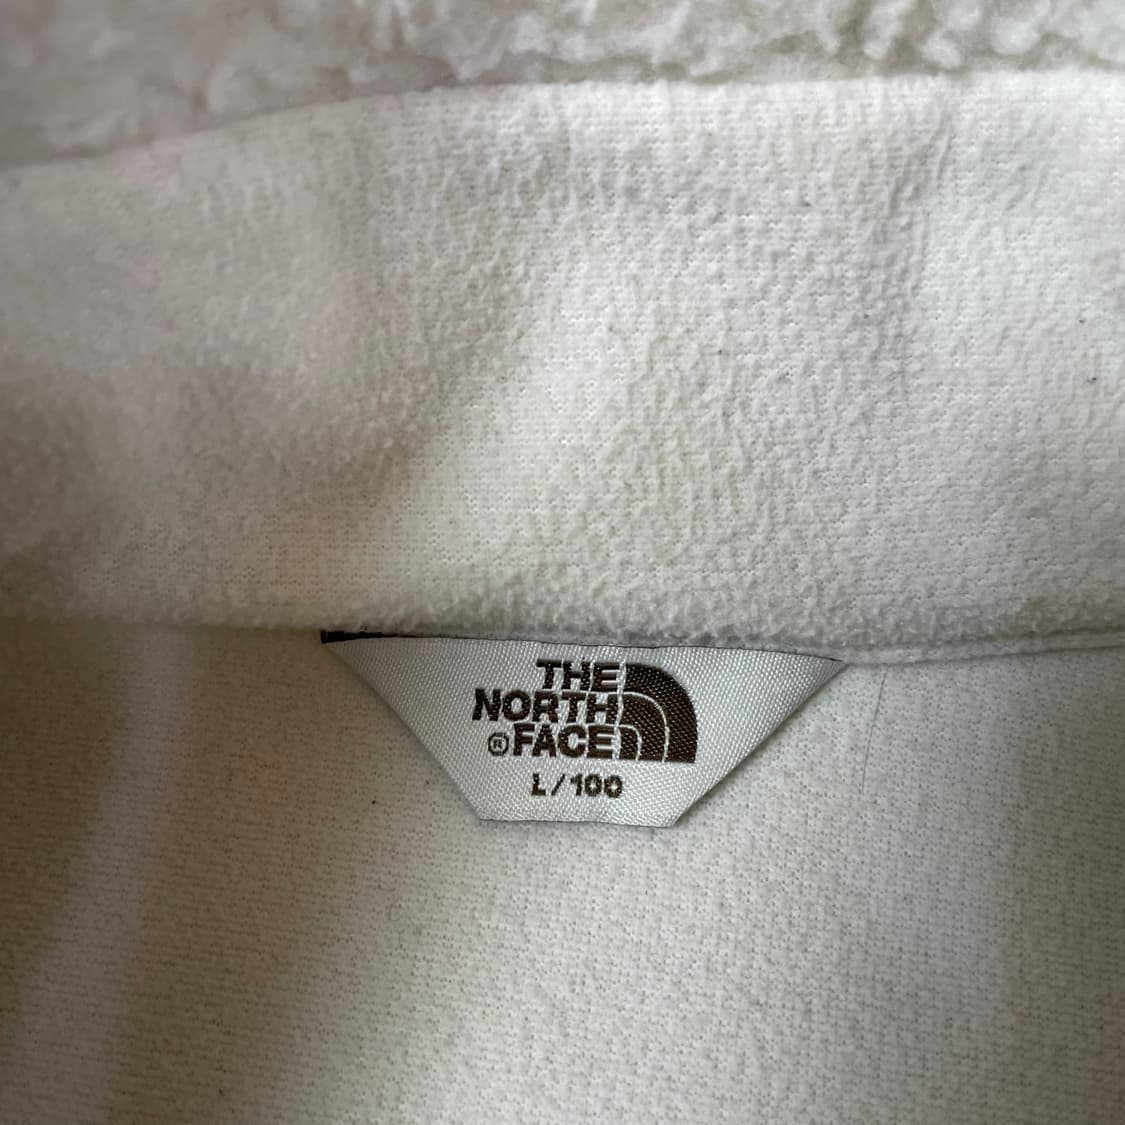 THE
NORTH
® FACE
L/100